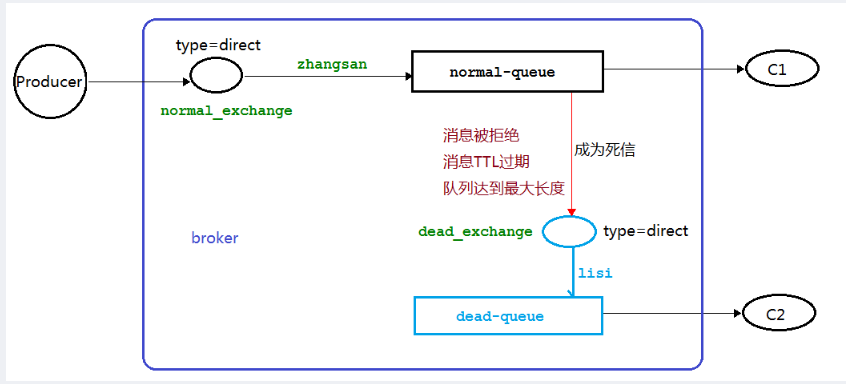 type=direct
zhangsan
Producer
normal-queue
C1
normal_exchange
消息被拒绝
消息TTL过期
成为死信
队列达到最大长度
broker
dead_exchange
type=direct
lisi
dead-queue
C2